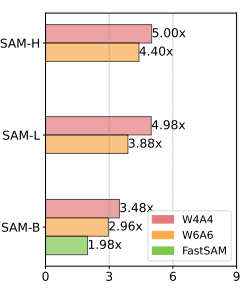 SAM-H
5.00x
4.40x
SAM-L
4.98x
3.88x
SAM-B
3.48x
2.96x
1.98x
W4A4
W6A6
FastSAM
0 3 6 9